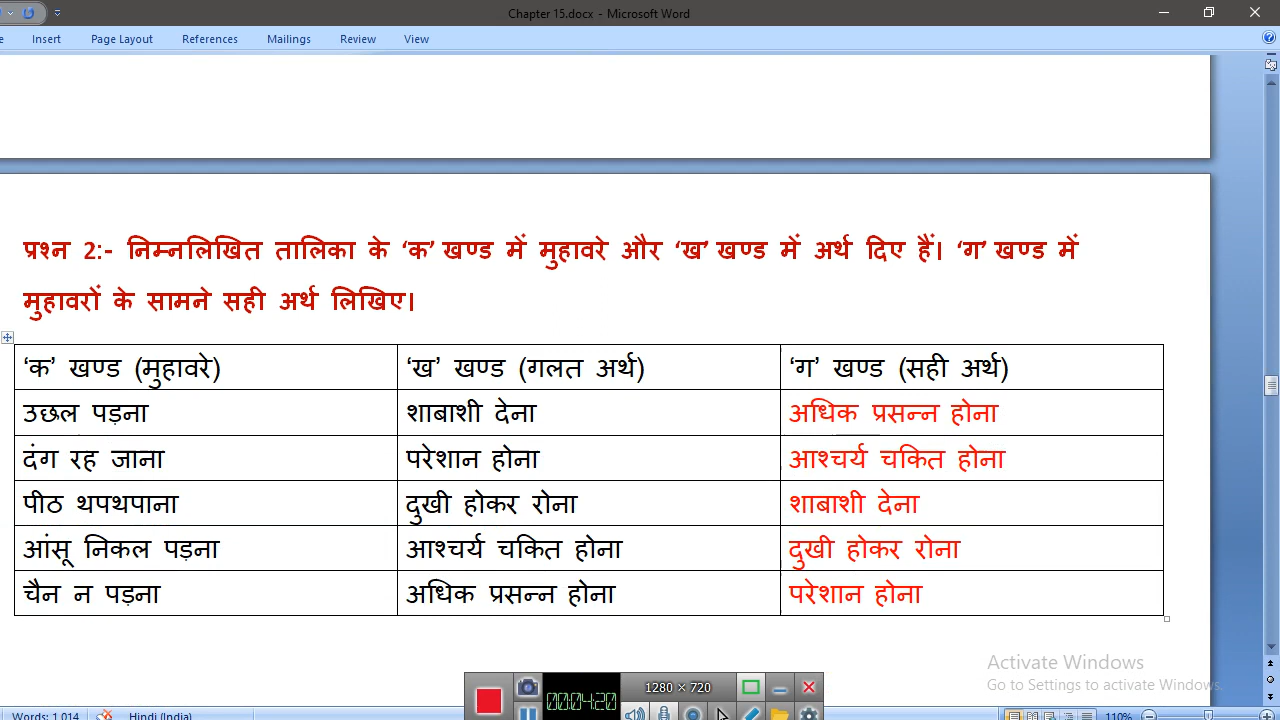 Chapter 15.docx - Microsoft Word
Insert Page Layout References Mailings Review View
प्रश्न 2:- निम्नलिखित तालिका के ‘क’ खण्ड में मुहावरे और ‘ख’ खण्ड में अर्थ दिए हैं। ‘ग’ खण्ड में
मुहावरों के सामने सही अर्थ लिखिए।
‘क’ खण्ड (मुहावरे) ‘ख’ खण्ड (गलत अर्थ) ‘ग’ खण्ड (सही अर्थ)
उछल पड़ना शाबाशी देना अधिक प्रसन्न होना
दंग रह जाना परेशान होना आश्चर्य चकित होना
पीठ थपथपाना दुखी होकर रोना शाबाशी देना
आंसू निकल पड़ना आश्चर्य चकित होना दुखी होकर रोना
चैन न पड़ना अधिक प्रसन्न होना परेशान होना
Activate Windows
Go to Settings to activate Windows.
1280 × 720
00:04:20
Words: 1,014 Hindi (India) 110%